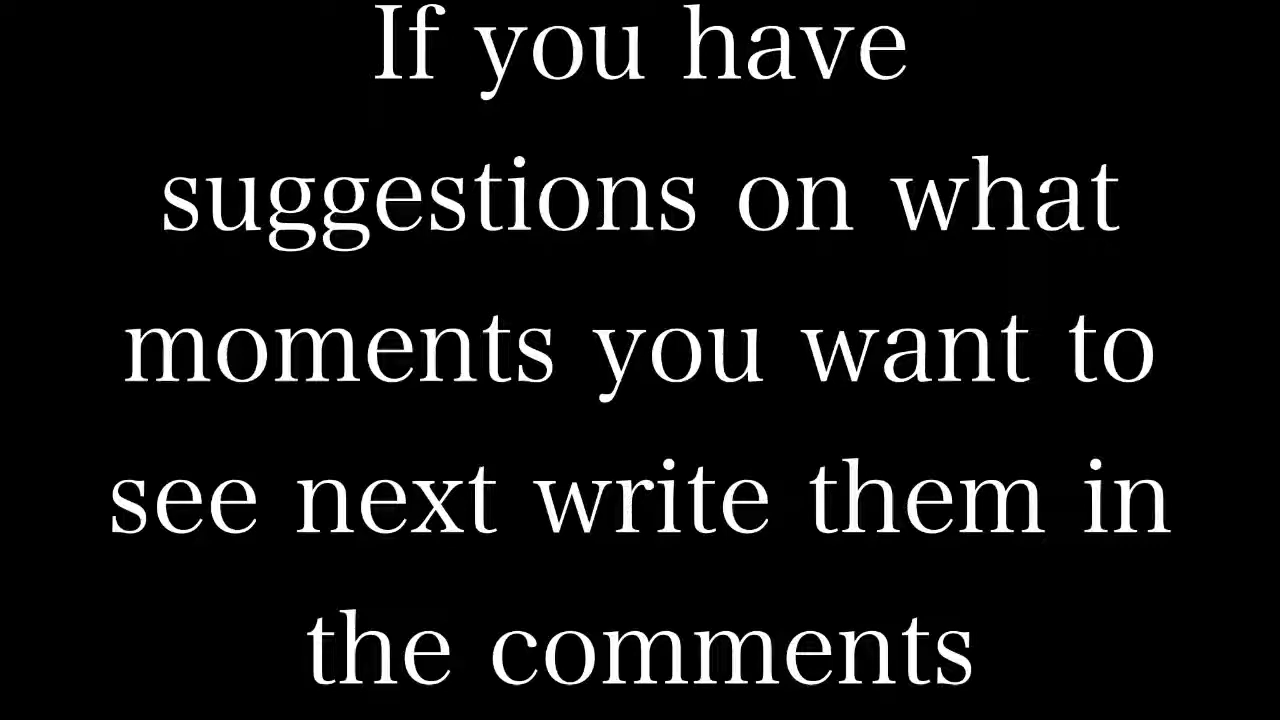 If you have
suggestions on what
moments you want to
see next write them in
the comments